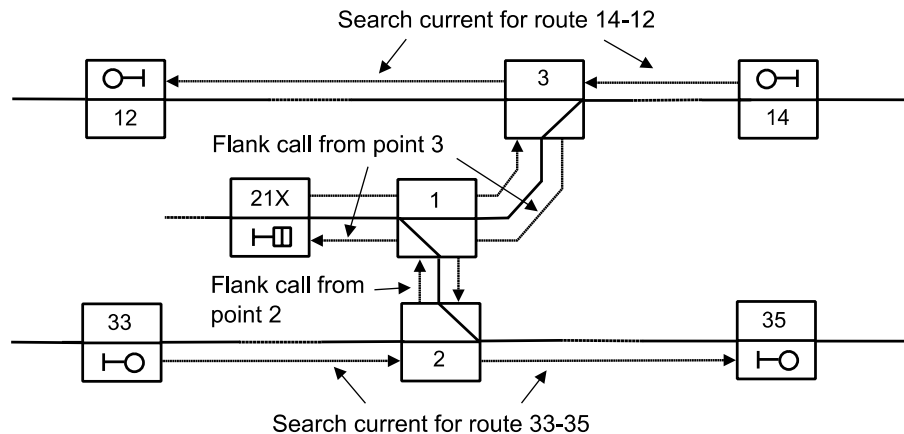 Search current for route 14-12
3
12
14
Flank call from point 3
21X
1
Flank call from
point 2
33
35
2
Search current for route 33-35